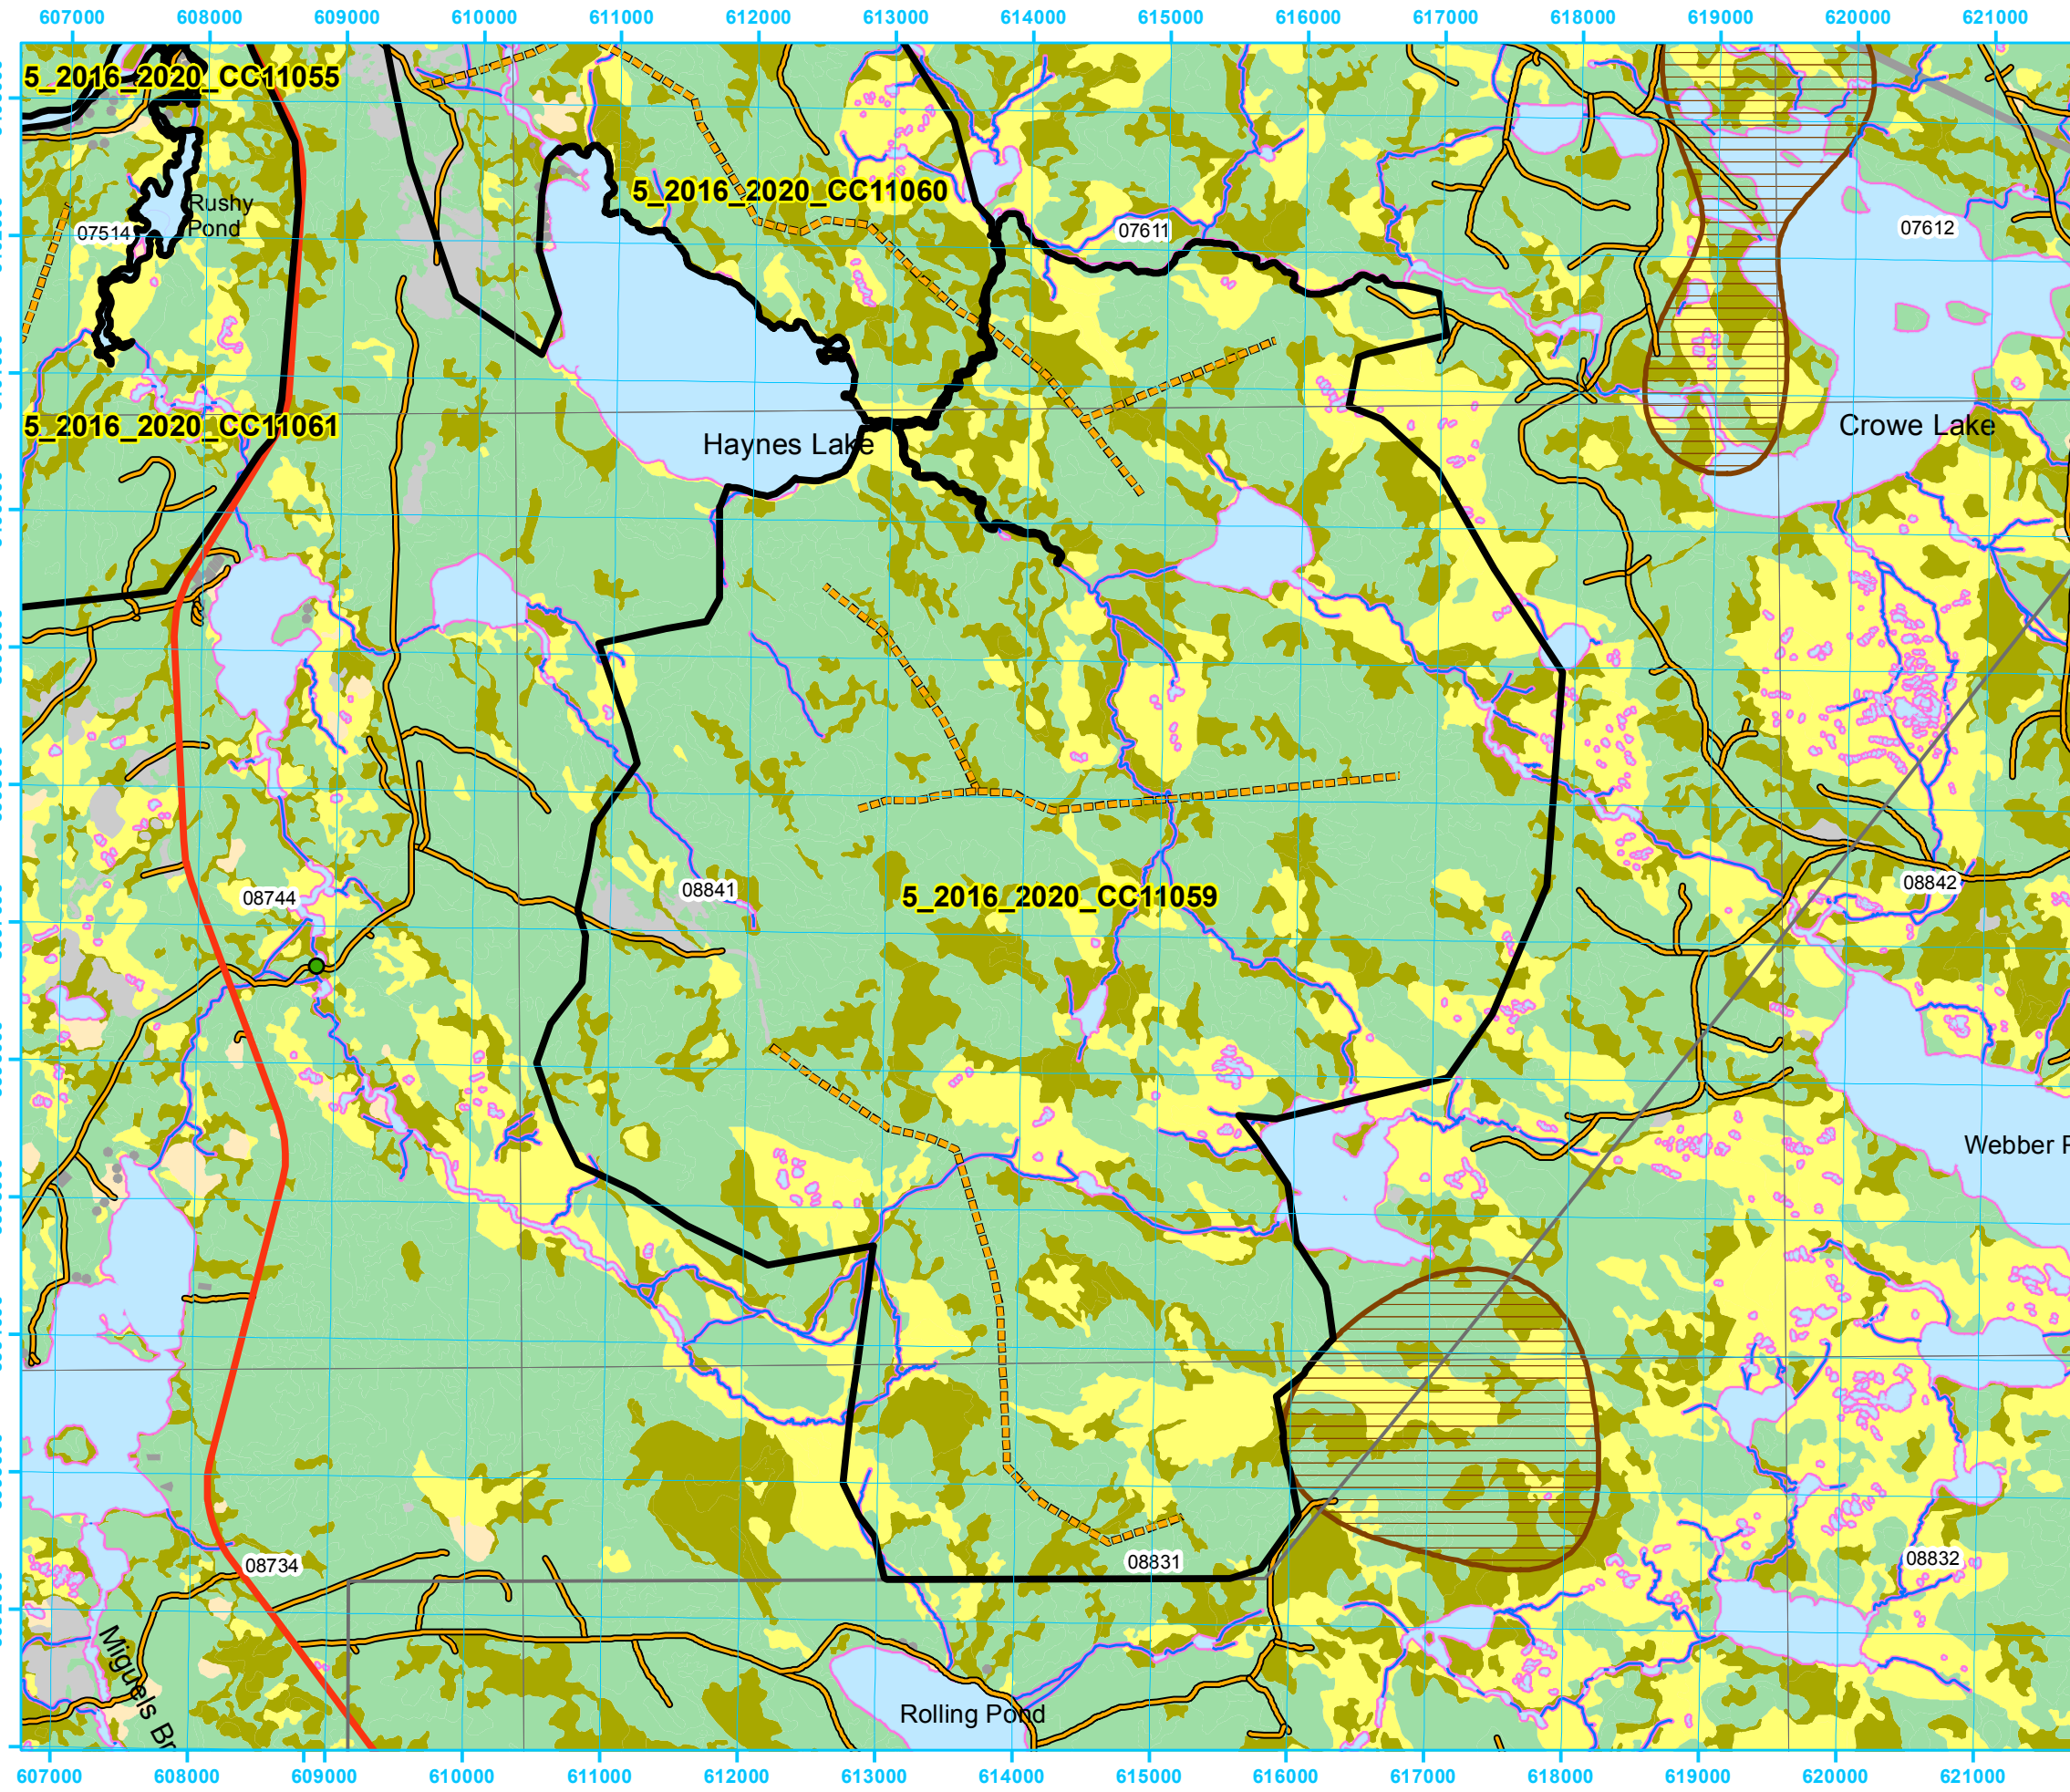 607000 608000 609000 610000 611000 612000 613000 614000 615000 616000 617000 618000 619000 620000 621000
5_2016_2020_CC11055
5_2016_2020_CC11060
Rushy
Pond
07514
07611
07612
5_2016_2020_CC11061
Haynes Lake
Crowe Lake
08841
5_2016_2020_CC11059
08842
08744
Webber P
08734
08831
08832
Miguels Br
Rolling Pond
607000 608000 609000 610000 611000 612000 613000 614000 615000 616000 617000 618000 619000 620000 621000